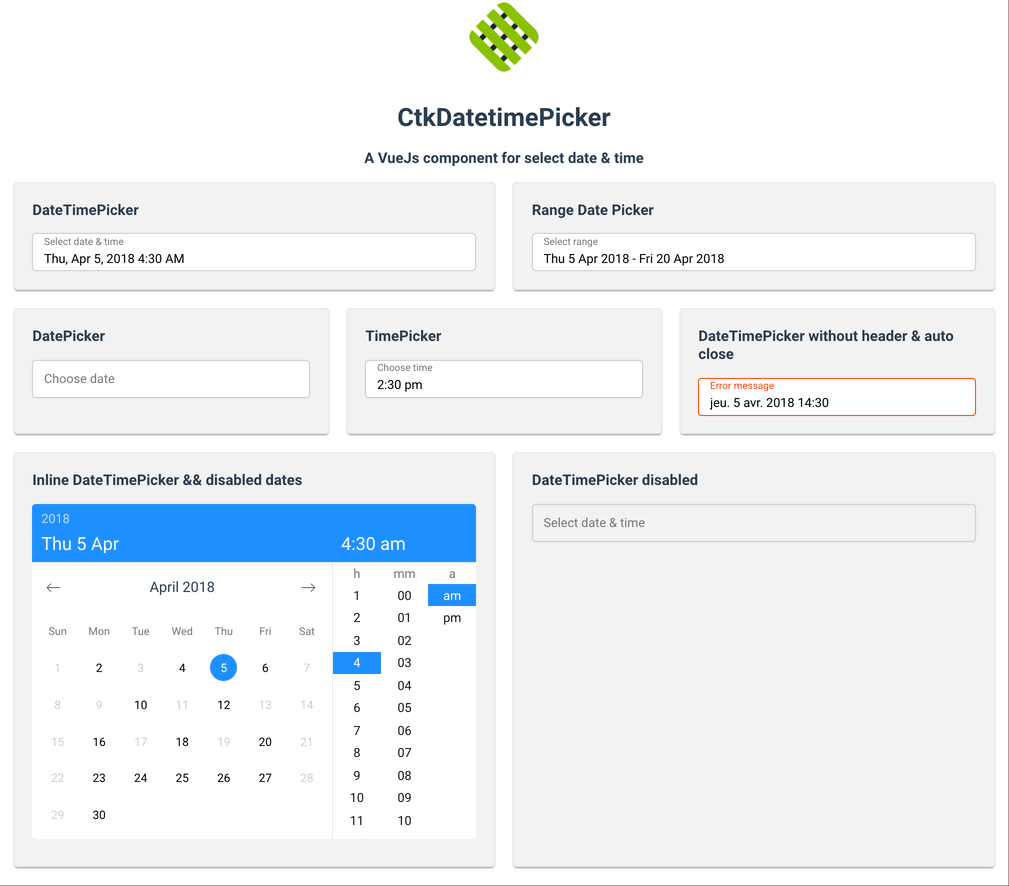 CtkDatetimePicker
A VueJs component for select date & time
DateTimePicker
Select date & time
Thu, Apr 5, 2018 4:30 AM
Range Date Picker
Select range
Thu 5 Apr 2018 - Fri 20 Apr 2018
DatePicker
Choose date
TimePicker
Choose time
2:30 pm
DateTimePicker without header & auto
close
Error message
jeu. 5 avr. 2018 14:30
Inline DateTimePicker && disabled dates
2018
Thu 5 Apr 4:30 am
April 2018
Sun Mon Tue Wed Thu Fri Sat
1 2 3 4 5 6 7
8 9 10 11 12 13 14
15 16 17 18 19 20 21
22 23 24 25 26 27 28
29 30
h mm a
1 00 am
2 01 pm
3 02
4 03
5 04
6 05
7 06
8 07
9 08
10 09
11 10
DateTimePicker disabled
Select date & time